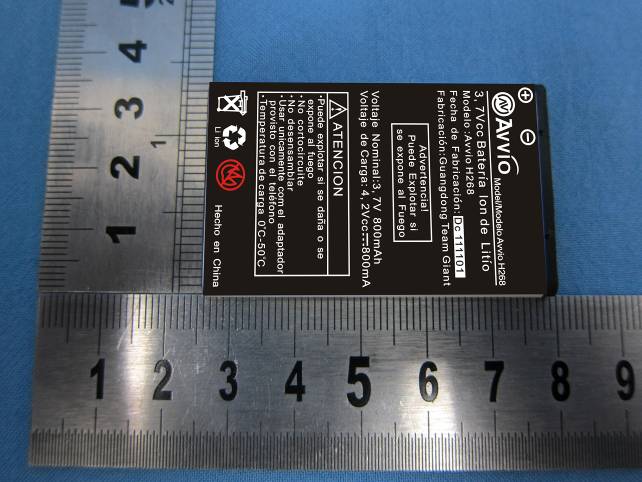 AVVIO Model/Modelo Avvio H268
3.7Vcc Batería Ion de Litio
Modelo:Avvio H268
Fecha de Fabricación: Dc 111101
Fabricación:Guangdong Team Giant
Advertencia!
Puede Explotar si
se expone al Fuego
Voltaje Nominal:3,7V 800mAh
Voltaje de Carga:4,2Vcc⎓800mA
ATENCION
·Puede explotar si se daña o se
expone al fuego
·No cortocircuite
·No desensamblar
·Usar unicamente con el adaptador
provisto con el teléfono
·Temperatura de carga 0℃-50℃
Li ion
Hecho en China
4
3
2
1
1
1 2 3 4 5 6 7 8 9